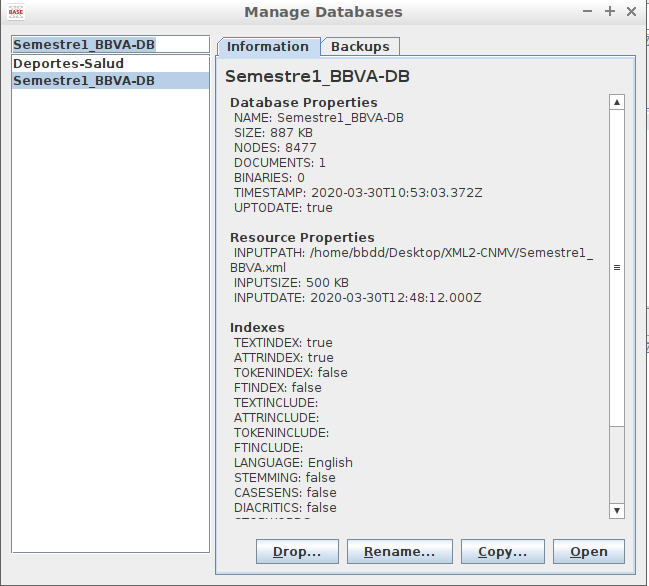 BASE
Manage Databases
Semestre1_BBVA-DB
Deportes-Salud
Semestre1_BBVA-DB
Information
Backups
Semestre1_BBVA-DB
Database Properties
NAME: Semestre1_BBVA-DB
SIZE: 887 KB
NODES: 8477
DOCUMENTS: 1
BINARIES: 0
TIMESTAMP: 2020-03-30T10:53:03.372Z
UPTODATE: true
Resource Properties
INPUTPATH: /home/bbdd/Desktop/XML2-CNMV/Semestre1_
BBVA.xml
INPUTSIZE: 500 KB
INPUTDATE: 2020-03-30T12:48:12.000Z
Indexes
TEXTINDEX: true
ATTRINDEX: true
TOKENINDEX: false
FTINDEX: false
TEXTINCLUDE:
ATTRINCLUDE:
TOKENINCLUDE:
FTINCLUDE:
LANGUAGE: English
STEMMING: false
CASESENS: false
DIACRITICS: false
Drop...
Rename...
Copy...
Open